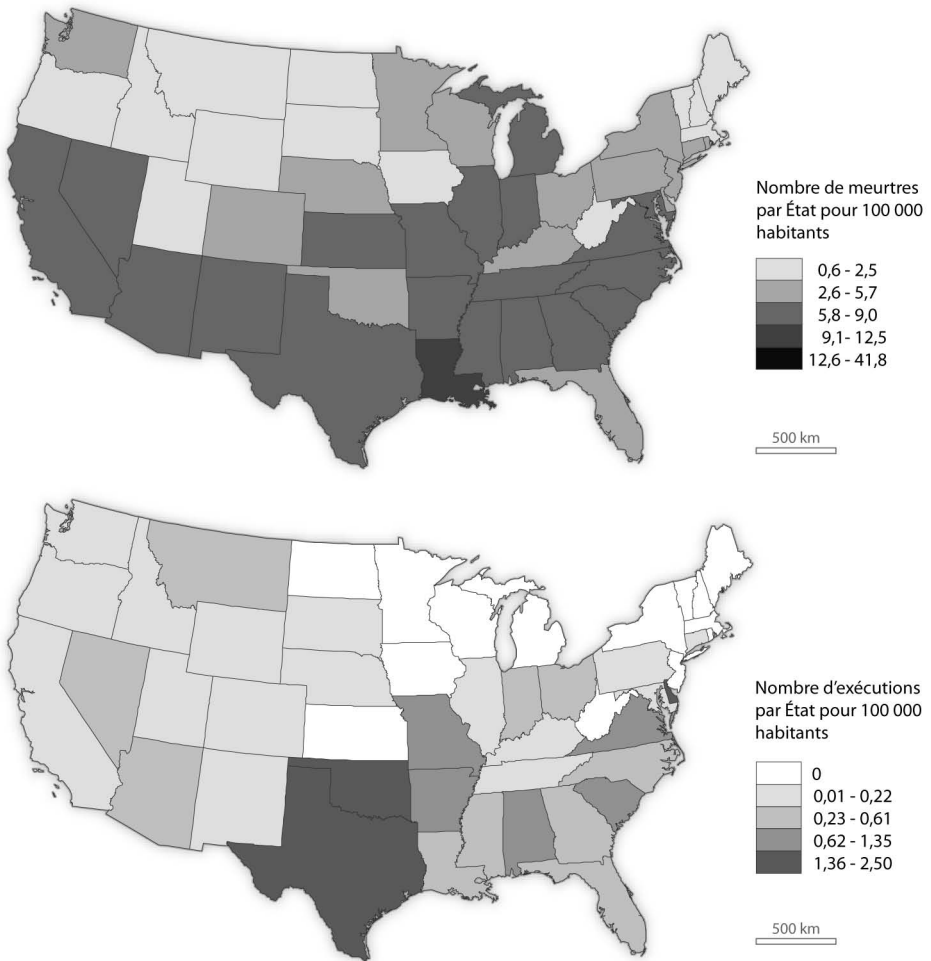 Nombre de meurtres
par État pour 100 000
habitants
0,6 - 2,5
2,6 - 5,7
5,8 - 9,0
9,1- 12,5
12,6 - 41,8
500 km
Nombre d'exécutions
par État pour 100 000
habitants
0
0,01 - 0,22
0,23 - 0,61
0,62 - 1,35
1,36 - 2,50
500 km